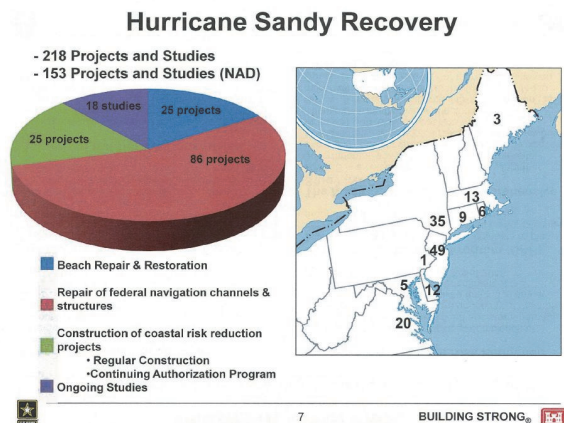 Hurricane Sandy Recovery
- 218 Projects and Studies
- 153 Projects and Studies (NAD)
18 studies
25 projects
25 projects
86 projects
3
13
35
9
6
49
1
5
12
20
Beach Repair & Restoration
Repair of federal navigation channels &
structures
Construction of coastal risk reduction
projects
• Regular Construction
•Continuing Authorization Program
Ongoing Studies
7
BUILDING STRONG®